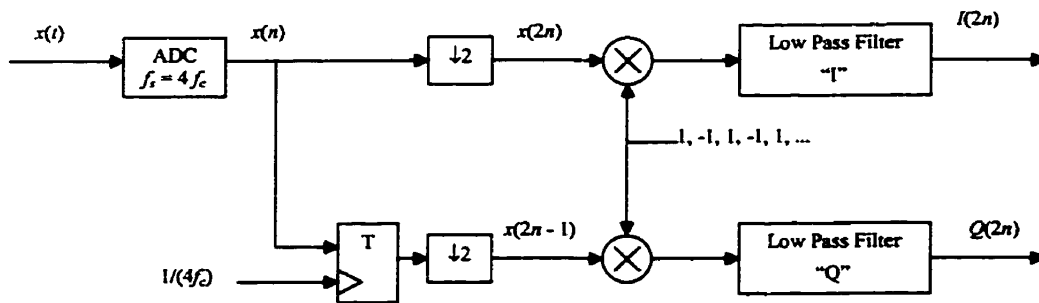 x(t)
ADC
f_s = 4 f_c
x(n)
↓2
x(2n)
Low Pass Filter
“I”
I(2n)
1, -1, 1, -1, 1, ...
T
1/(4f_c)
↓2
x(2n - 1)
Low Pass Filter
“Q”
Q(2n)